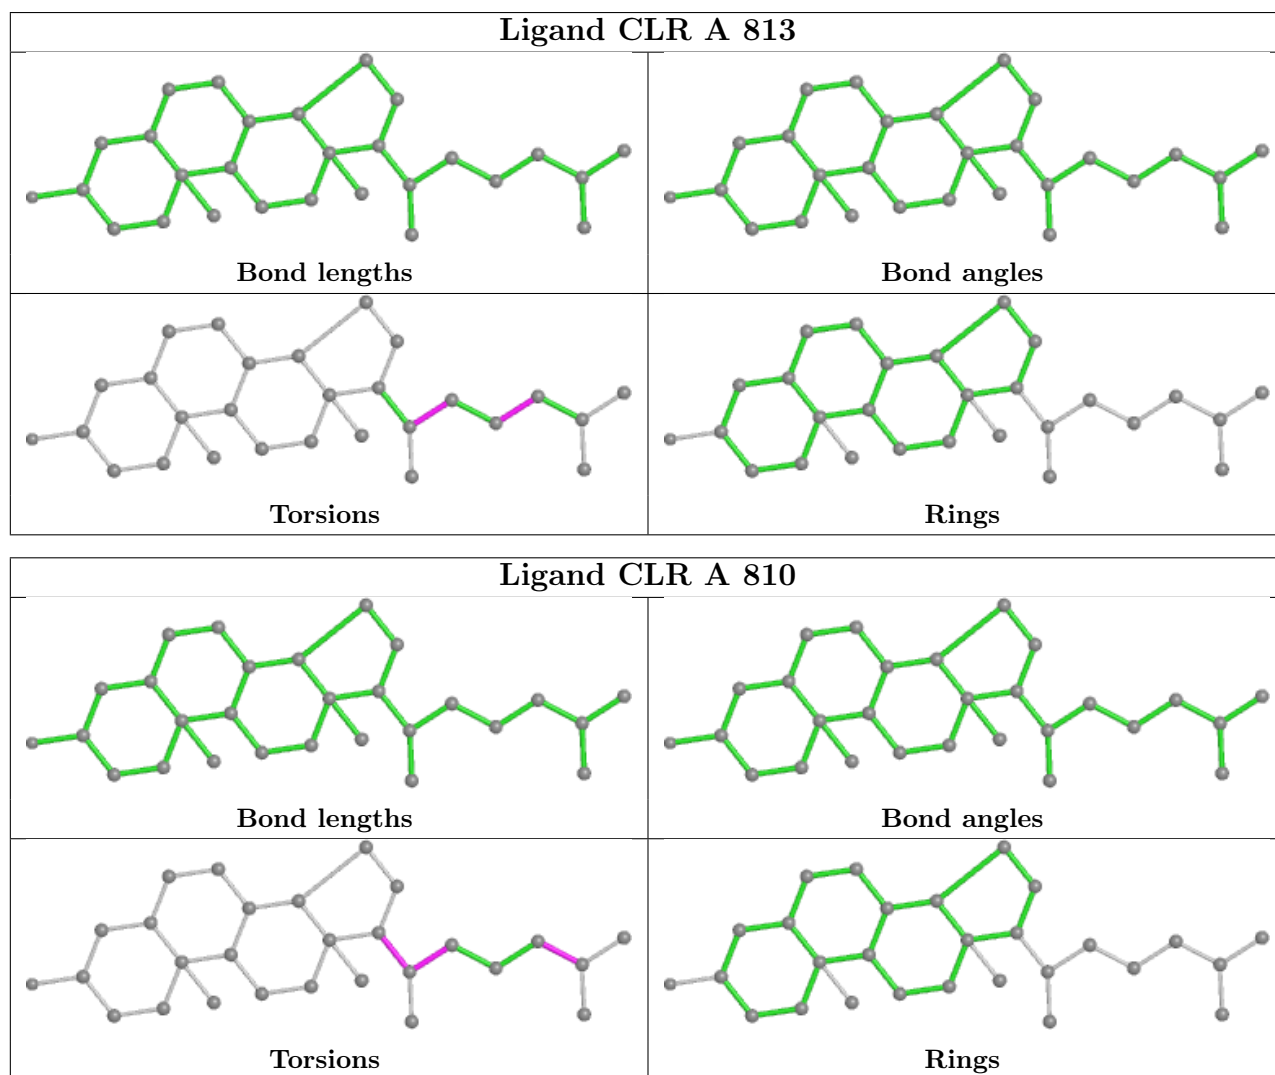 Ligand CLR A 813
Bond lengths
Bond angles
Torsions
Rings
Ligand CLR A 810
Bond lengths
Bond angles
Torsions
Rings